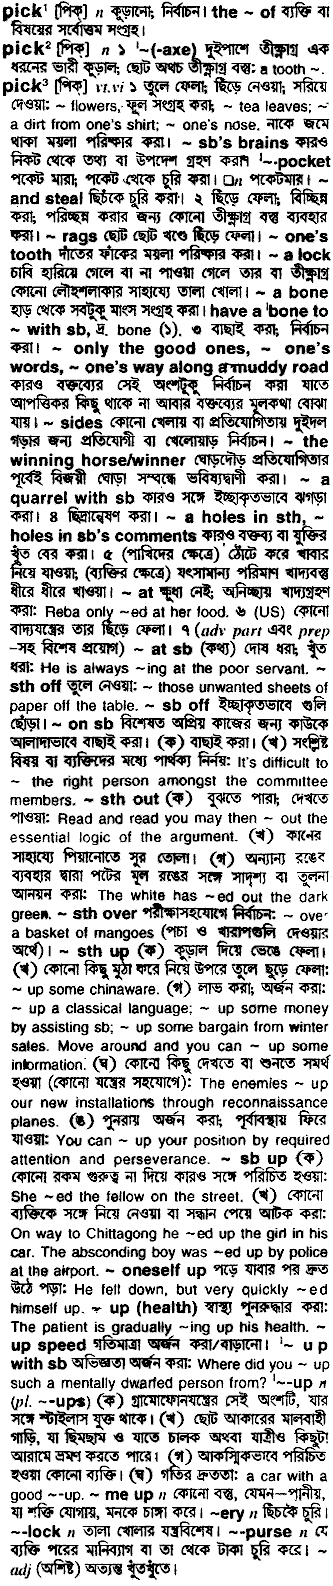 pick¹ [পিক্] n কুড়ানো; নির্বাচন। the ~ of ব্যক্তি বা
বিষয়ের সর্বোত্তম সংগ্রহ।
pick² [পিক্] n ১ ˈ~(-axe) দুইপাশে তীক্ষ্ণাগ্র এক
ধরনের ভারী কুড়াল; ছোট অথচ তীক্ষ্ণাগ্র বস্তু: a tooth ~.
pick³ [পিক্] vt.vi ১ তুলে ফেলা; ছিঁড়ে নেওয়া; সরিয়ে
দেওয়া: ~ flowers, ফুল সংগ্রহ করা; ~ tea leaves; ~
a dirt from one's shirt; ~ one's nose. নাকে জমে
থাকা ময়লা পরিষ্কার করা। ~ sb's brains কারও
নিকট থেকে তথ্য বা উপদেশ গ্রহণ করা। ˈ~-pocket
পকেট মারা; পকেট থেকে চুরি করা। □n পকেটমার। ~
and steal ছিঁচকে চুরি করা। ২ ছিঁড়ে ফেলা; বিচ্ছিন্ন
করা; পরিচ্ছন্ন করার জন্য কোনো তীক্ষ্ণাগ্র বস্তু ব্যবহার
করা। ~ rags ছোট ছোট খণ্ডে ছিঁড়ে ফেলা। ~ one's
tooth দাঁতের ফাঁকের ময়লা পরিষ্কার করা। ~ a lock
চাবি হারিয়ে গেলে বা না পাওয়া গেলে তার বা তীক্ষ্ণাগ্র
কোনো লৌহশলাকার সাহায্যে তালা খোলা। ~ a bone
হাড় থেকে সবটুকু মাংস সংগ্রহ করা। have a ˈbone to
~ with sb, দ্র. bone (১). ৩ বাছাই করা; নির্বাচন
করা। ~ only the good ones, ~ one's
words, ~ one's way along a muddy road
কারও বক্তব্যের সেই অংশটুকু নির্বাচন করা যাতে
আপত্তিকর কিছু থাকে না আবার বক্তব্যের মূলকথা বোঝা
যায়। ~ sides কোনো খেলায় বা প্রতিযোগিতায় দুইদল
গড়ার জন্য প্রতিযোগী বা খেলোয়াড় নির্বাচন। ~ the
winning horse/winner ঘোড়দৌড় প্রতিযোগিতার
পূর্বেই বিজয়ী ঘোড়া সম্বন্ধে ভবিষ্যদ্বাণী করা। ~ a
quarrel with sb কারও সঙ্গে ইচ্ছাকৃতভাবে ঝগড়া
করা। ৪ ছিদ্রান্বেষণ করা। ~ a holes in sth, ~
holes in sb's comments কারও বক্তব্য বা যুক্তির
খুঁত বের করা। ৫ (পাখিদের ক্ষেত্রে) ঠোঁটে করে খাবার
নিয়ে যাওয়া; (ব্যক্তির ক্ষেত্রে) যৎসামান্য পরিমাণ খাদ্যবস্তু
ধীরে ধীরে খাওয়া। ~ at ক্ষুধা নেই; অনিচ্ছায় খাদ্যগ্রহণ
করা: Reba only ~ed at her food. ৬ (US) কোনো
বাদ্যযন্ত্রের তার ছিঁড়ে ফেলা। ৭ (adv part এবং prep
-সহ বিশেষ প্রয়োগ) ~ at sb (কথ্য) দোষ ধরা; খুঁত
ধরা: He is always ~ing at the poor servant. ~
sth off তুলে নেওয়া: ~ those unwanted sheets of
paper off the table. ~ sb off ইচ্ছাকৃতভাবে গুলি
ছোঁড়া। ~ on sb বিশেষত অপ্রিয় কাজের জন্য কাউকে
আলাদাভাবে বাছাই করা। (ক) বাছাই করা। (খ) সংশ্লিষ্ট
বিষয় বা ব্যক্তিদের মধ্যে পার্থক্য নির্ণয়: It's difficult to
~ the right person amongst the committee
members. ~ sth out (ক) বুঝতে পারা; দেখতে
পাওয়া: Read and read you may then ~ out the
essential logic of the argument. (খ) কানের
সাহায্যে পিয়ানোতে সুর তোলা। (গ) অন্যান্য রঙের
ব্যবহার দ্বারা পটের মূল রঙের সঙ্গে সাদৃশ্য বা তুলনা
আনয়ন করা: The white has ~ed out the dark
green. ~ sth over পরীক্ষাসহযোগে নির্বাচন: ~ over
a basket of mangoes (পচা ও খারাপগুলি দেওয়ার
অর্থে)। ~ sth up (ক) কুড়াল দিয়ে ভেঙে ফেলা।
(খ) কোনো কিছু মুঠা করে নিয়ে উপরে তুলে ছুড়ে ফেলা:
~ up some chinaware. (গ) লাভ করা; অর্জন করা:
~ up a classical language; ~ up some money
by assisting sb; ~ up some bargain from winter
sales. Move around and you can ~ up some
information. (ঘ) কোনো কিছু দেখতে বা শুনতে সমর্থ
হওয়া (কোনো যন্ত্রের সহযোগে): The enemies ~ up
our new installations through reconnaissance
planes. (ঙ) পুনরায় অর্জন করা; পূর্বাবস্থায় ফিরে
যাওয়া: You can ~ up your position by required
attention and perseverance. ~ sb up (ক)
কোনো রকম গুরুত্ব না দিয়ে কারও সঙ্গে পরিচিত হওয়া:
She ~ed the fellow on the street. (খ) কোনো
ব্যক্তিকে সঙ্গে নিয়ে নেওয়া বা সন্ধান পেয়ে আটক করা:
On way to Chittagong he ~ed up the girl in his
car. The absconding boy was ~ed up by police
at the airport. ~ oneself up পড়ে যাবার পর দ্রুত
উঠে পড়া: He fell down, but very quickly ~ed
himself up. ~ up (health) স্বাস্থ্য পুনরুদ্ধার করা:
The patient is gradually ~ing up his health. ~
up speed গতিমাত্রা অর্জন করা/বাড়ানো। ˈ~ up
with sb অভিজ্ঞতা অর্জন করা: Where did you ~ up
such a mentally dwarfed person from? ˈ~-up n
(pl. ~-ups) (ক) গ্রামোফোনযন্ত্রের সেই অংশটি, যার
সঙ্গে স্টাইলাস যুক্ত থাকে। (খ) ছোট আকারের মালবাহী
গাড়ি, যা ছিমছাম ও যাতে চালক অথবা যাত্রীও কিছুটা
আরামে ভ্রমণ করতে পারে। (গ) আকস্মিকভাবে পরিচিত
হওয়া কোনো ব্যক্তি। (ঘ) গতির দ্রুততা: a car with a
good ~-up. ~ me up n কোনো বস্তু, যেমন–পানীয়,
যা শক্তি যোগায়, মনকে চাঙ্গা করে। ~ery n ছিঁচকে চুরি।
~-lock n তালা খোলার যন্ত্রবিশেষ। ~-purse n যে
ব্যক্তি পরের মানিব্যাগ বা তা থেকে টাকা চুরি করে। ~
adj (অশিষ্ট) অত্যন্ত খুঁতখুঁতে।